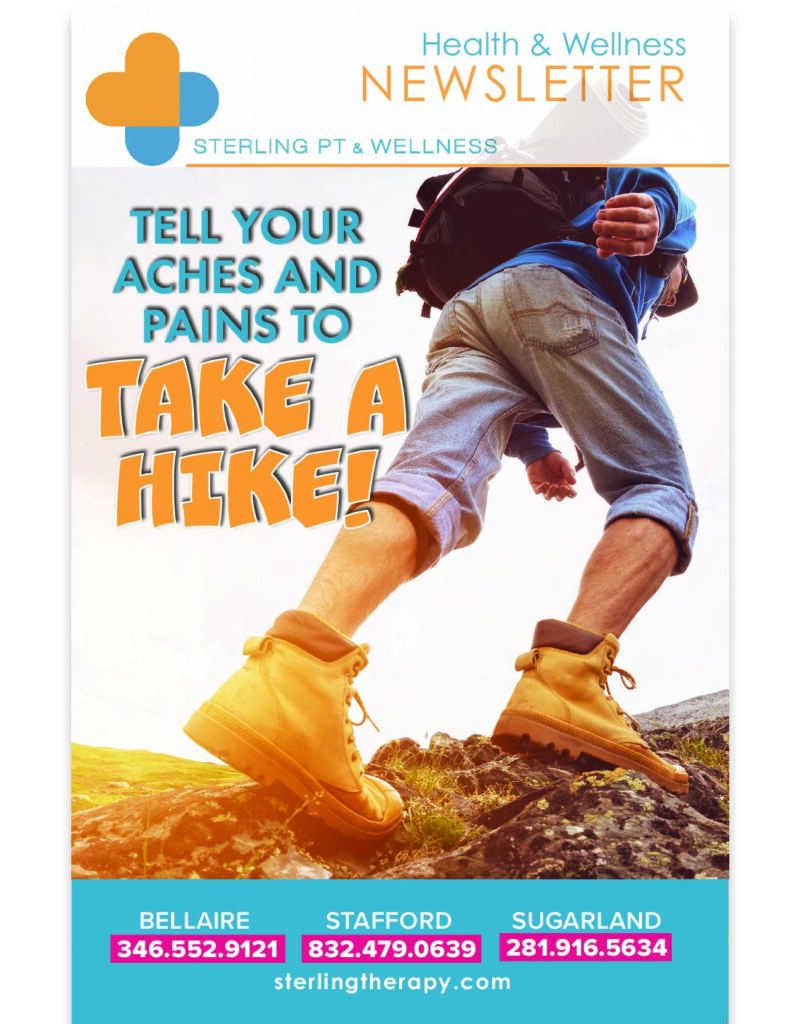 Health & Wellness
NEWSLETTER
STERLING PT & WELLNESS
TELL YOUR
ACHES AND
PAINS TO
TAKE A
HIKE!
BELLAIRE STAFFORD SUGARLAND
346.552.9121 832.479.0639 281.916.5634
sterlingtherapy.com